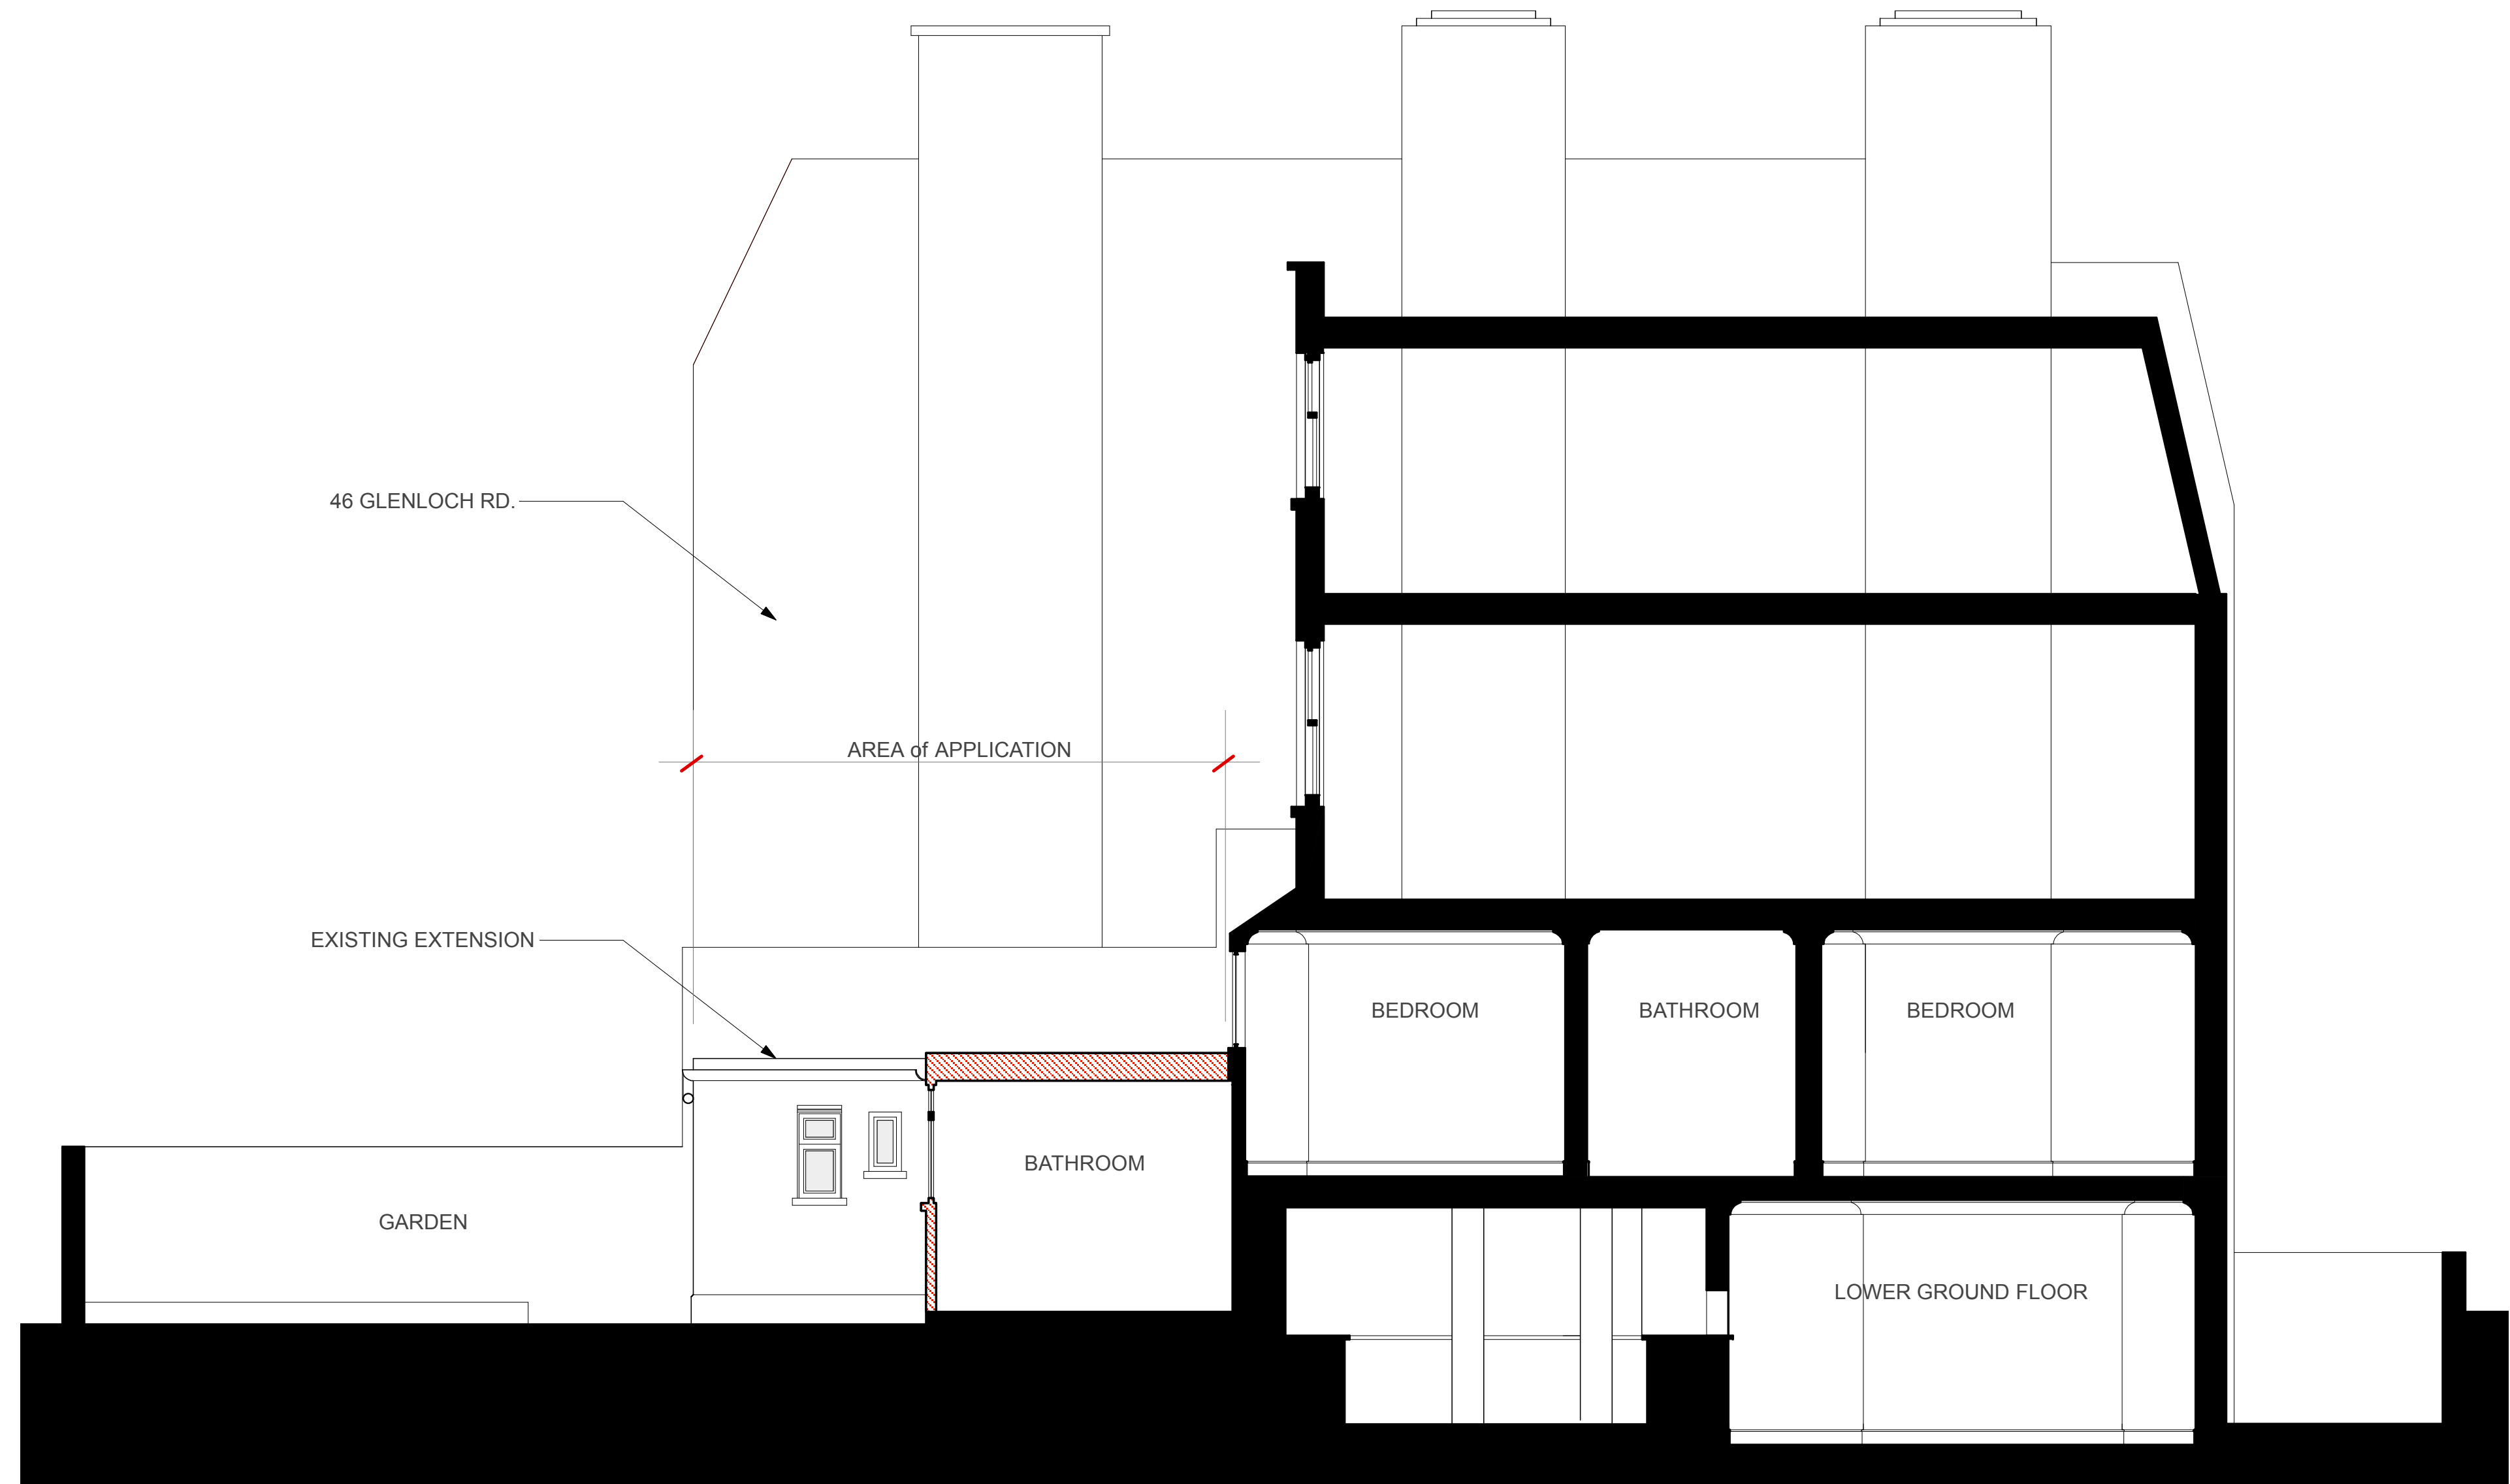 46 GLENLOCH RD.
AREA of APPLICATION
EXISTING EXTENSION
BEDROOM
BATHROOM
BEDROOM
BATHROOM
GARDEN
LOWER GROUND FLOOR